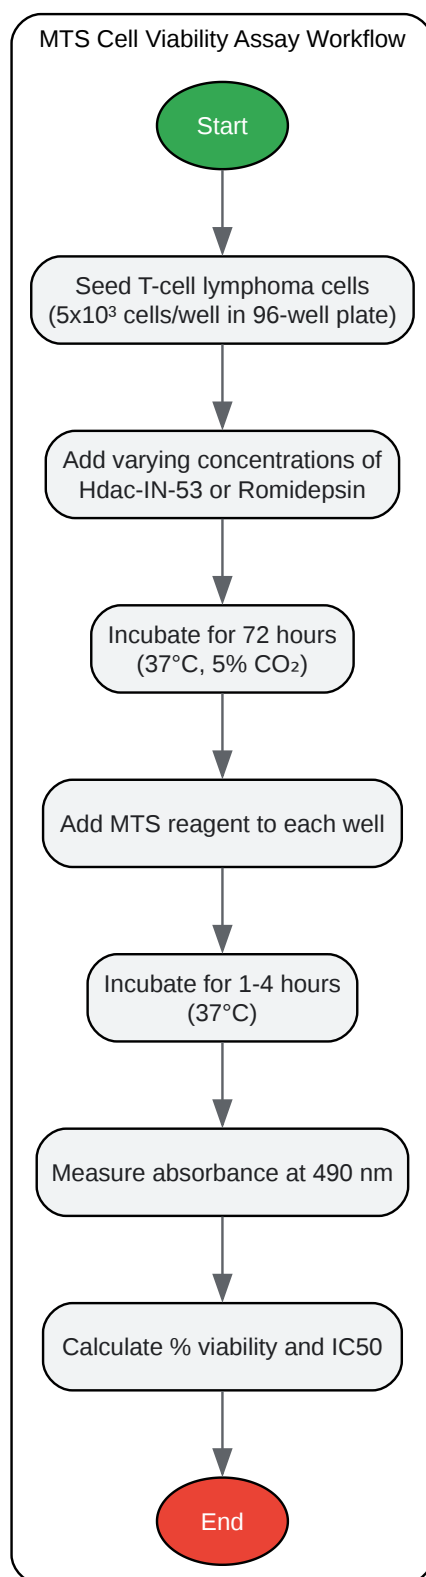 MTS Cell Viability Assay Workflow
Start
Seed T-cell lymphoma cells
(5x10³ cells/well in 96-well plate)
Add varying concentrations of
Hdac-IN-53 or Romidepsin
Incubate for 72 hours
(37°C, 5% CO₂)
Add MTS reagent to each well
Incubate for 1-4 hours
(37°C)
Measure absorbance at 490 nm
Calculate % viability and IC50
End